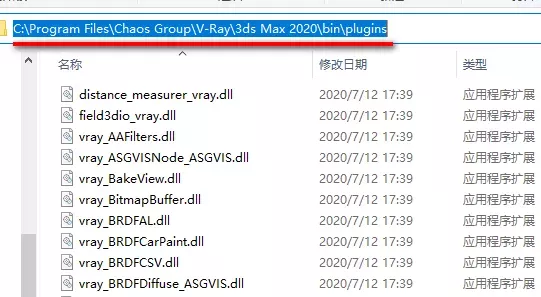 C:\Program Files\Chaos Group\V-Ray\3ds Max 2020\bin\plugins
名称 修改日期 类型
distance_measurer_vray.dll 2020/7/12 17:39 应用程序扩展
field3dio_vray.dll 2020/7/12 17:39 应用程序扩展
vray_AAFilters.dll 2020/7/12 17:39 应用程序扩展
vray_ASGVISNode_ASGVIS.dll 2020/7/12 17:39 应用程序扩展
vray_BakeView.dll 2020/7/12 17:39 应用程序扩展
vray_BitmapBuffer.dll 2020/7/12 17:39 应用程序扩展
vray_BRDFAL.dll 2020/7/12 17:39 应用程序扩展
vray_BRDFCarPaint.dll 2020/7/12 17:39 应用程序扩展
vray_BRDFCSV.dll 2020/7/12 17:39 应用程序扩展
vray_BRDFDiffuse_ASGVIS.dll 2020/7/12 17:39 应用程序扩展